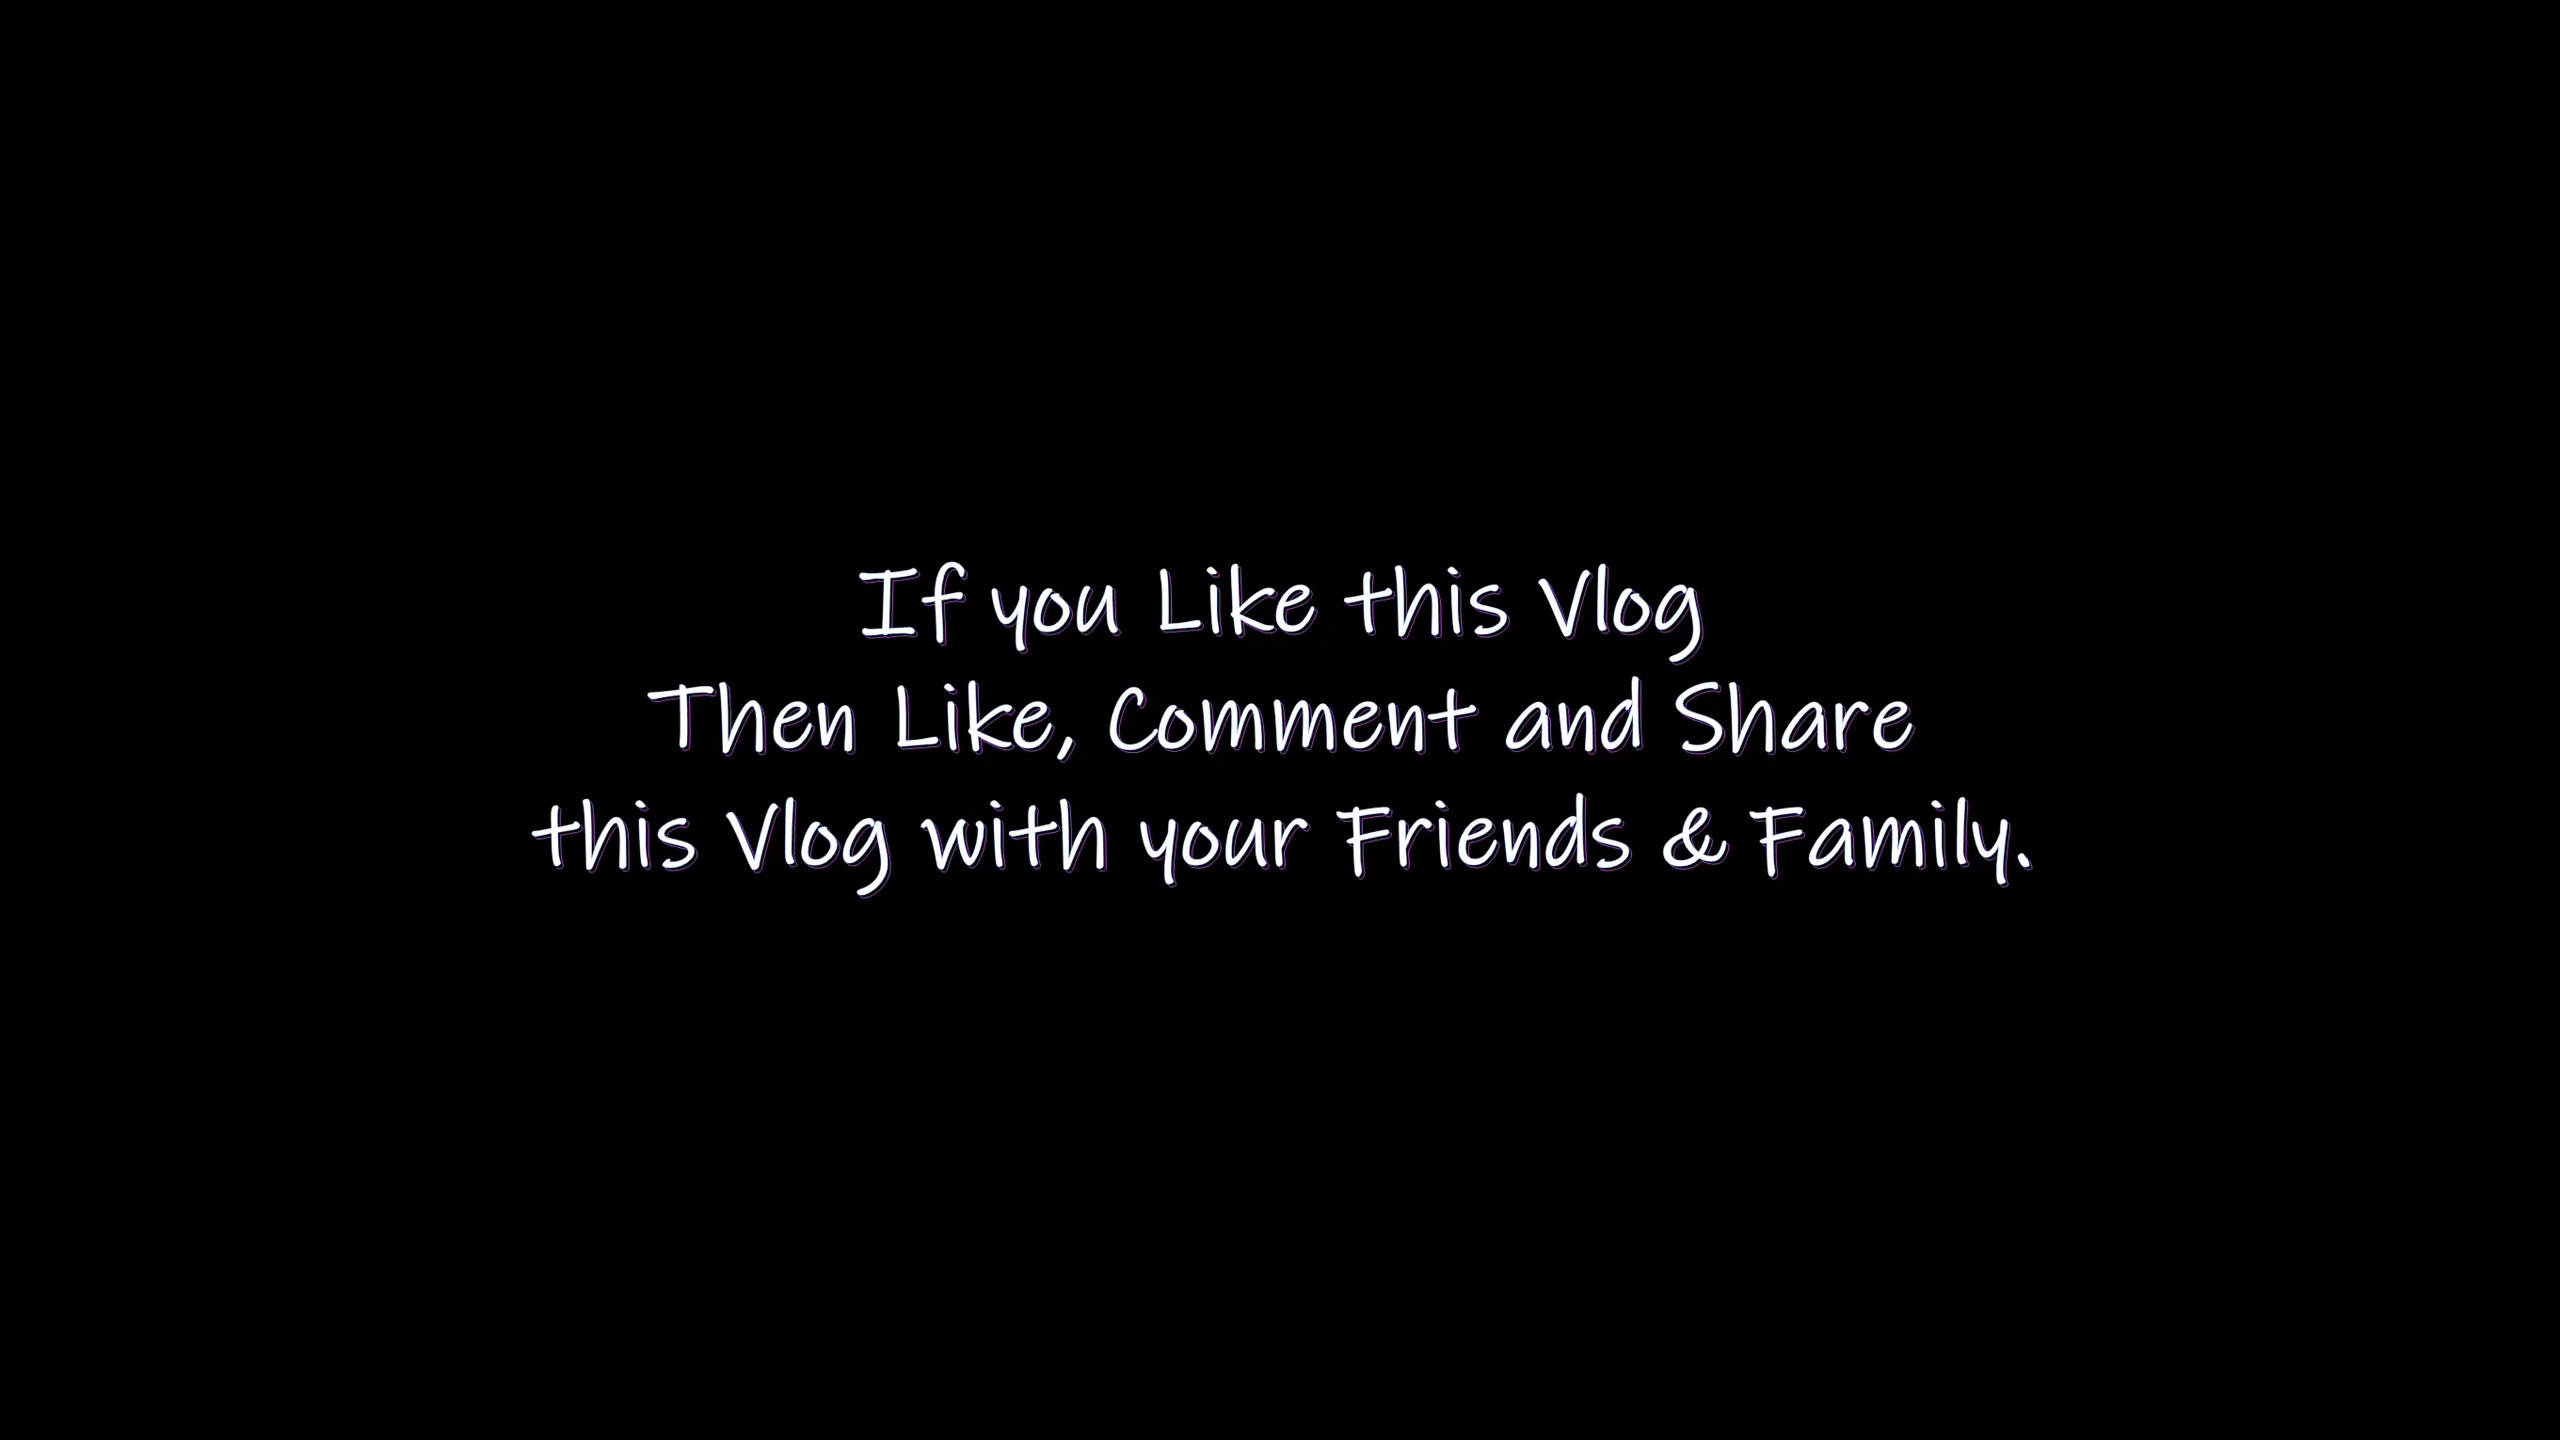 If you Like this Vlog
Then Like, Comment and Share
this Vlog with your Friends & Family.